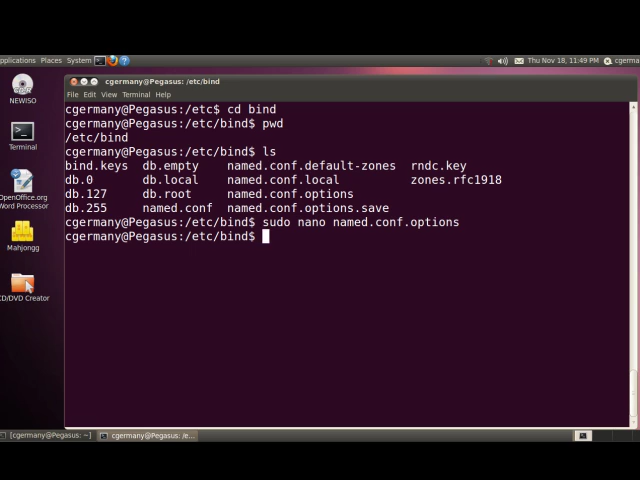 pplications Places System ? Thu Nov 18, 11:49 PM cgerma
cgermany@Pegasus: /etc/bind
File Edit View Terminal Help
cgermany@Pegasus:/etc$ cd bind
cgermany@Pegasus:/etc/bind$ pwd
/etc/bind
cgermany@Pegasus:/etc/bind$ ls
bind.keys db.empty named.conf.default-zones rndc.key
db.0 db.local named.conf.local zones.rfc1918
db.127 db.root named.conf.options
db.255 named.conf named.conf.options.save
cgermany@Pegasus:/etc/bind$ sudo nano named.conf.options
cgermany@Pegasus:/etc/bind$
NEWISO
Terminal
OpenOffice.org
Word Processor
Mahjongg
CD/DVD Creator
[cgermany@Pegasus: ~] cgermany@Pegasus: /e...